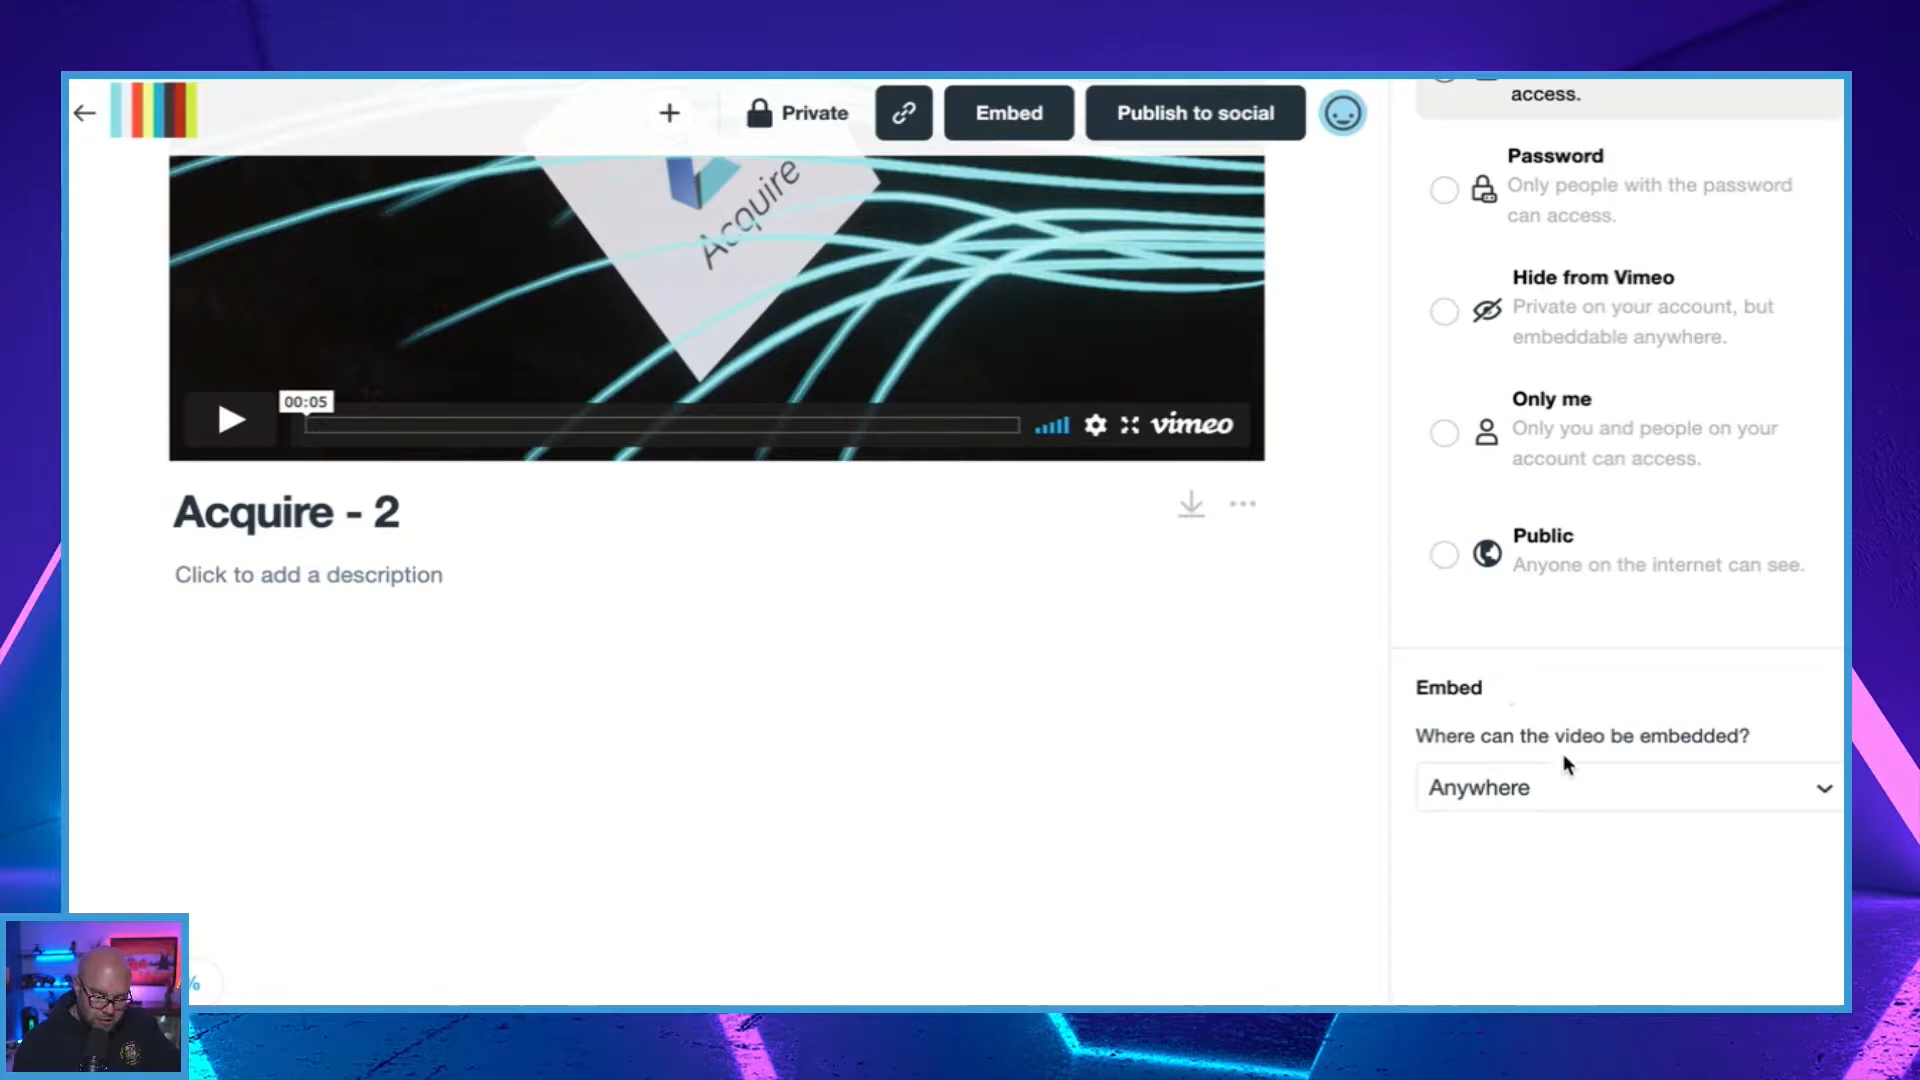 Private
Embed
Publish to social
Acquire
00:05
vimeo
Acquire - 2
Click to add a description
access.
Password
Only people with the password
can access.
Hide from Vimeo
Private on your account, but
embeddable anywhere.
Only me
Only you and people on your
account can access.
Public
Anyone on the internet can see.
Embed
Where can the video be embedded?
Anywhere
%